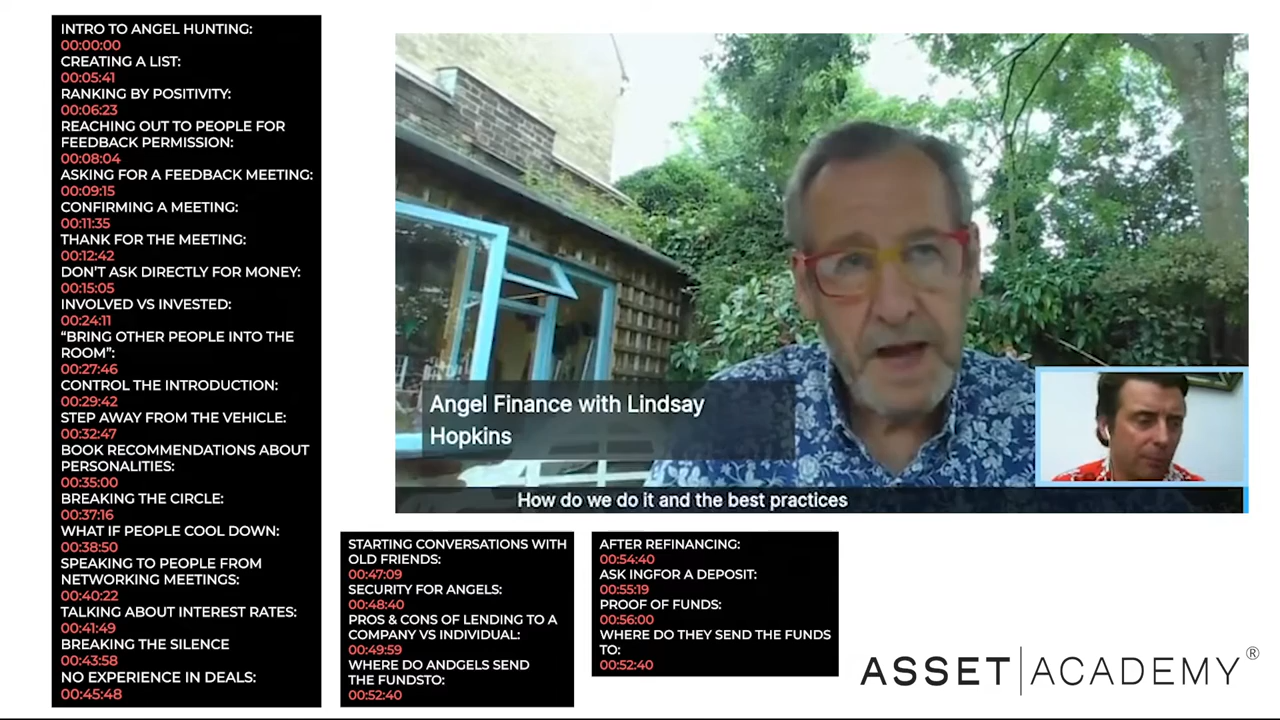 INTRO TO ANGEL HUNTING:
00:00:00
CREATING A LIST:
00:05:41
RANKING BY POSITIVITY:
00:06:23
REACHING OUT TO PEOPLE FOR
FEEDBACK PERMISSION:
00:08:04
ASKING FOR A FEEDBACK MEETING:
00:09:15
CONFIRMING A MEETING:
00:11:35
THANK FOR THE MEETING:
00:12:42
DON'T ASK DIRECTLY FOR MONEY:
00:15:05
INVOLVED VS INVESTED:
00:24:11
“BRING OTHER PEOPLE INTO THE
ROOM”:
00:27:46
CONTROL THE INTRODUCTION:
00:29:42
STEP AWAY FROM THE VEHICLE:
00:32:47
BOOK RECOMMENDATIONS ABOUT
PERSONALITIES:
00:35:00
BREAKING THE CIRCLE:
00:37:16
WHAT IF PEOPLE COOL DOWN:
00:38:50
SPEAKING TO PEOPLE FROM
NETWORKING MEETINGS:
00:40:22
TALKING ABOUT INTEREST RATES:
00:41:49
BREAKING THE SILENCE
00:43:58
NO EXPERIENCE IN DEALS:
00:45:48
Angel Finance with Lindsay
Hopkins
How do we do it and the best practices
STARTING CONVERSATIONS WITH
OLD FRIENDS:
00:47:09
SECURITY FOR ANGELS:
00:48:40
PROS & CONS OF LENDING TO A
COMPANY VS INDIVIDUAL:
00:49:59
WHERE DO ANDGELS SEND
THE FUNDSTO:
00:52:40
AFTER REFINANCING:
00:54:40
ASK INGFOR A DEPOSIT:
00:55:19
PROOF OF FUNDS:
00:56:00
WHERE DO THEY SEND THE FUNDS
TO:
00:52:40
ASSET|ACADEMY®